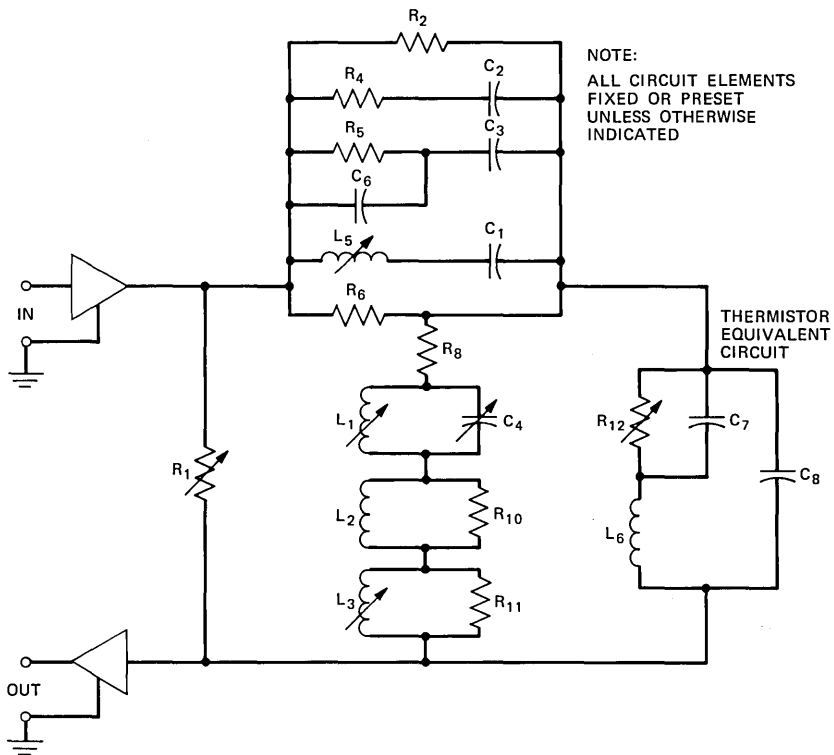 R2
NOTE:
ALL CIRCUIT ELEMENTS
FIXED OR PRESET
UNLESS OTHERWISE
INDICATED
R4
C2
R5
C3
C6
L5
C1
IN
R6
R8
THERMISTOR
EQUIVALENT
CIRCUIT
L1
C4
R12
C7
C8
R1
L2
R10
L6
L3
R11
OUT